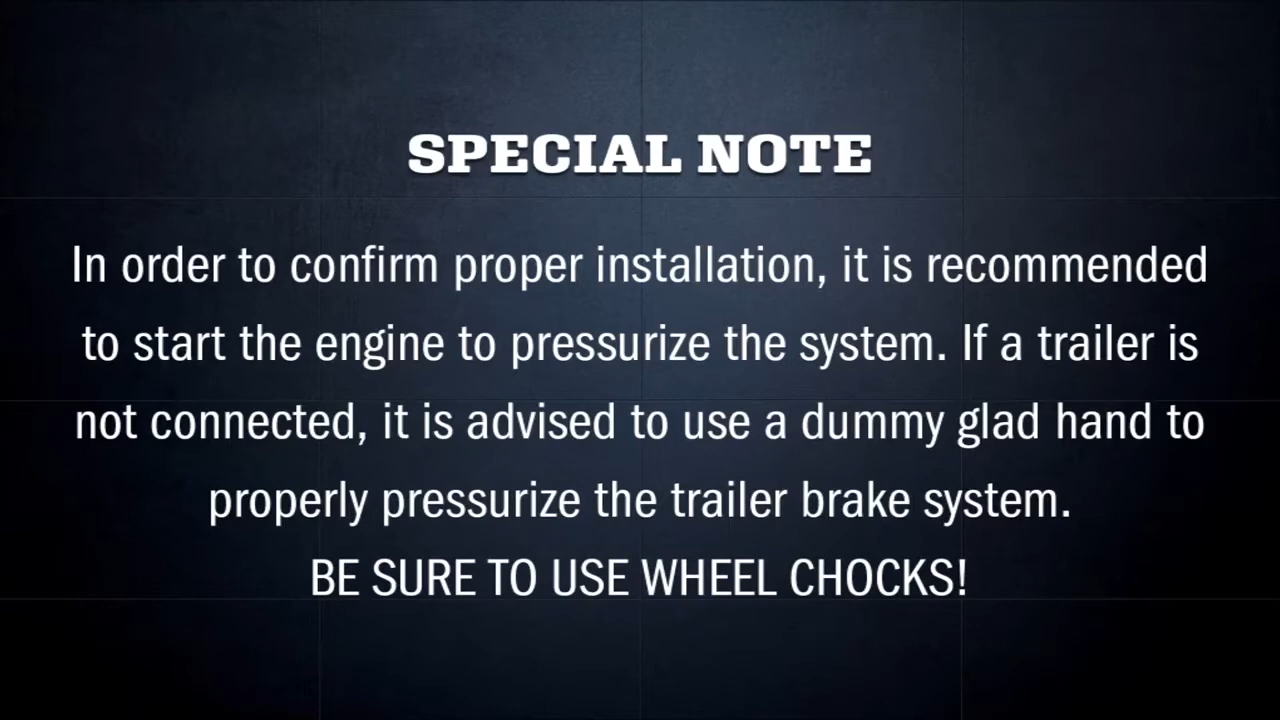 SPECIAL NOTE
In order to confirm proper installation, it is recommended
to start the engine to pressurize the system. If a trailer is
not connected, it is advised to use a dummy glad hand to
properly pressurize the trailer brake system.
BE SURE TO USE WHEEL CHOCKS!